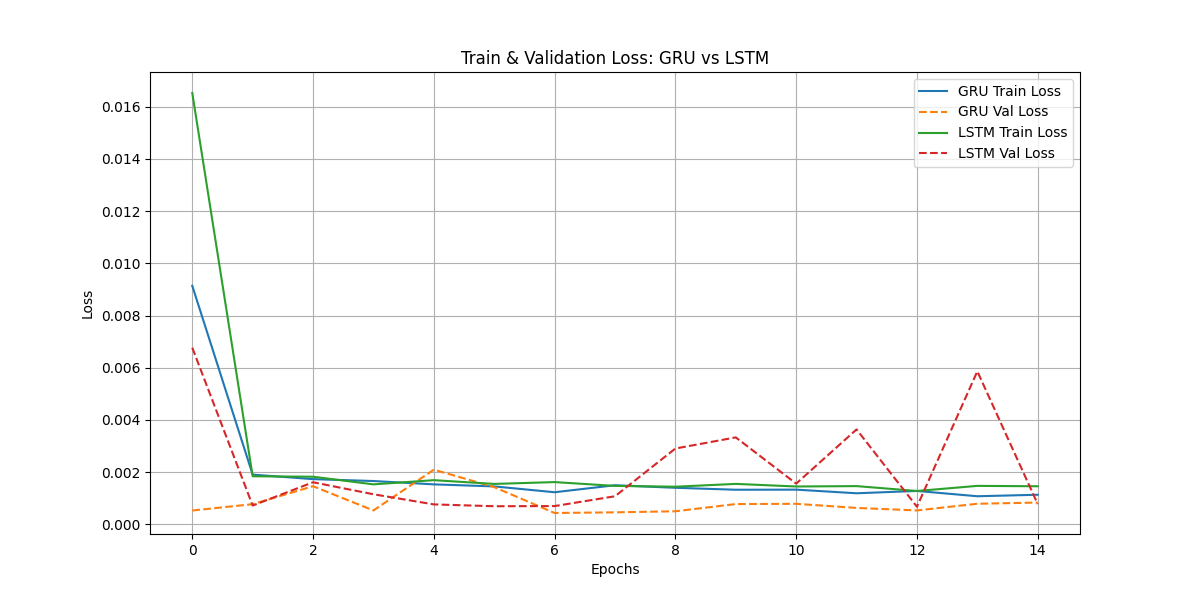 Train & Validation Loss: GRU vs LSTM
GRU Train Loss
GRU Val Loss
LSTM Train Loss
LSTM Val Loss
Loss
0.016
0.014
0.012
0.010
0.008
0.006
0.004
0.002
0.000
0 2 4 6 8 10 12 14
Epochs